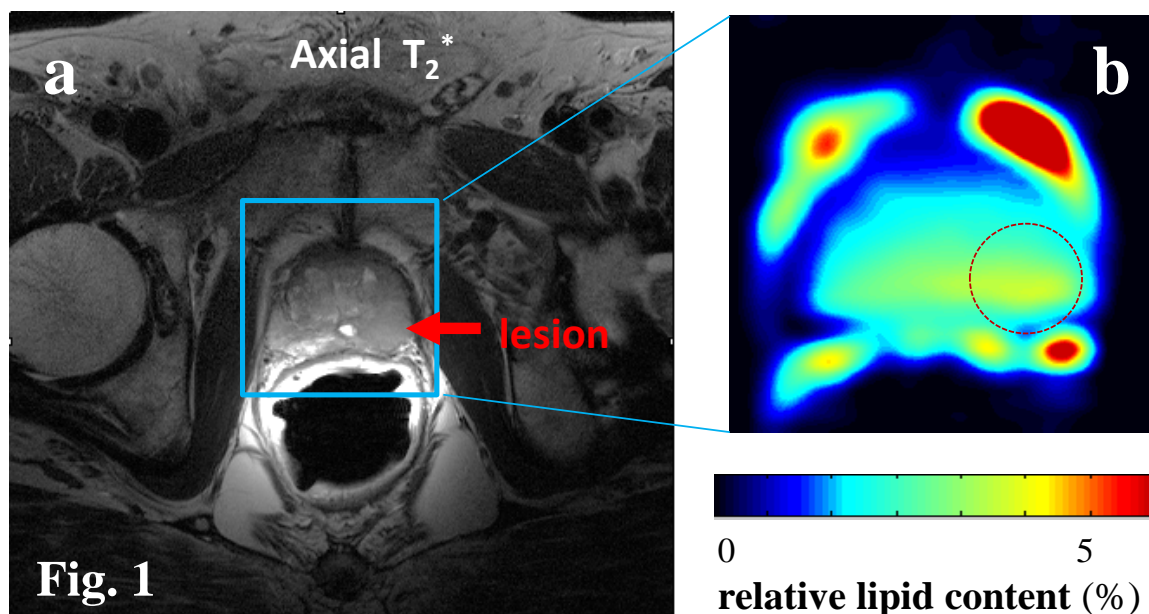 a
Axial T2*
lesion
Fig. 1
b
0 5
relative lipid content (%)